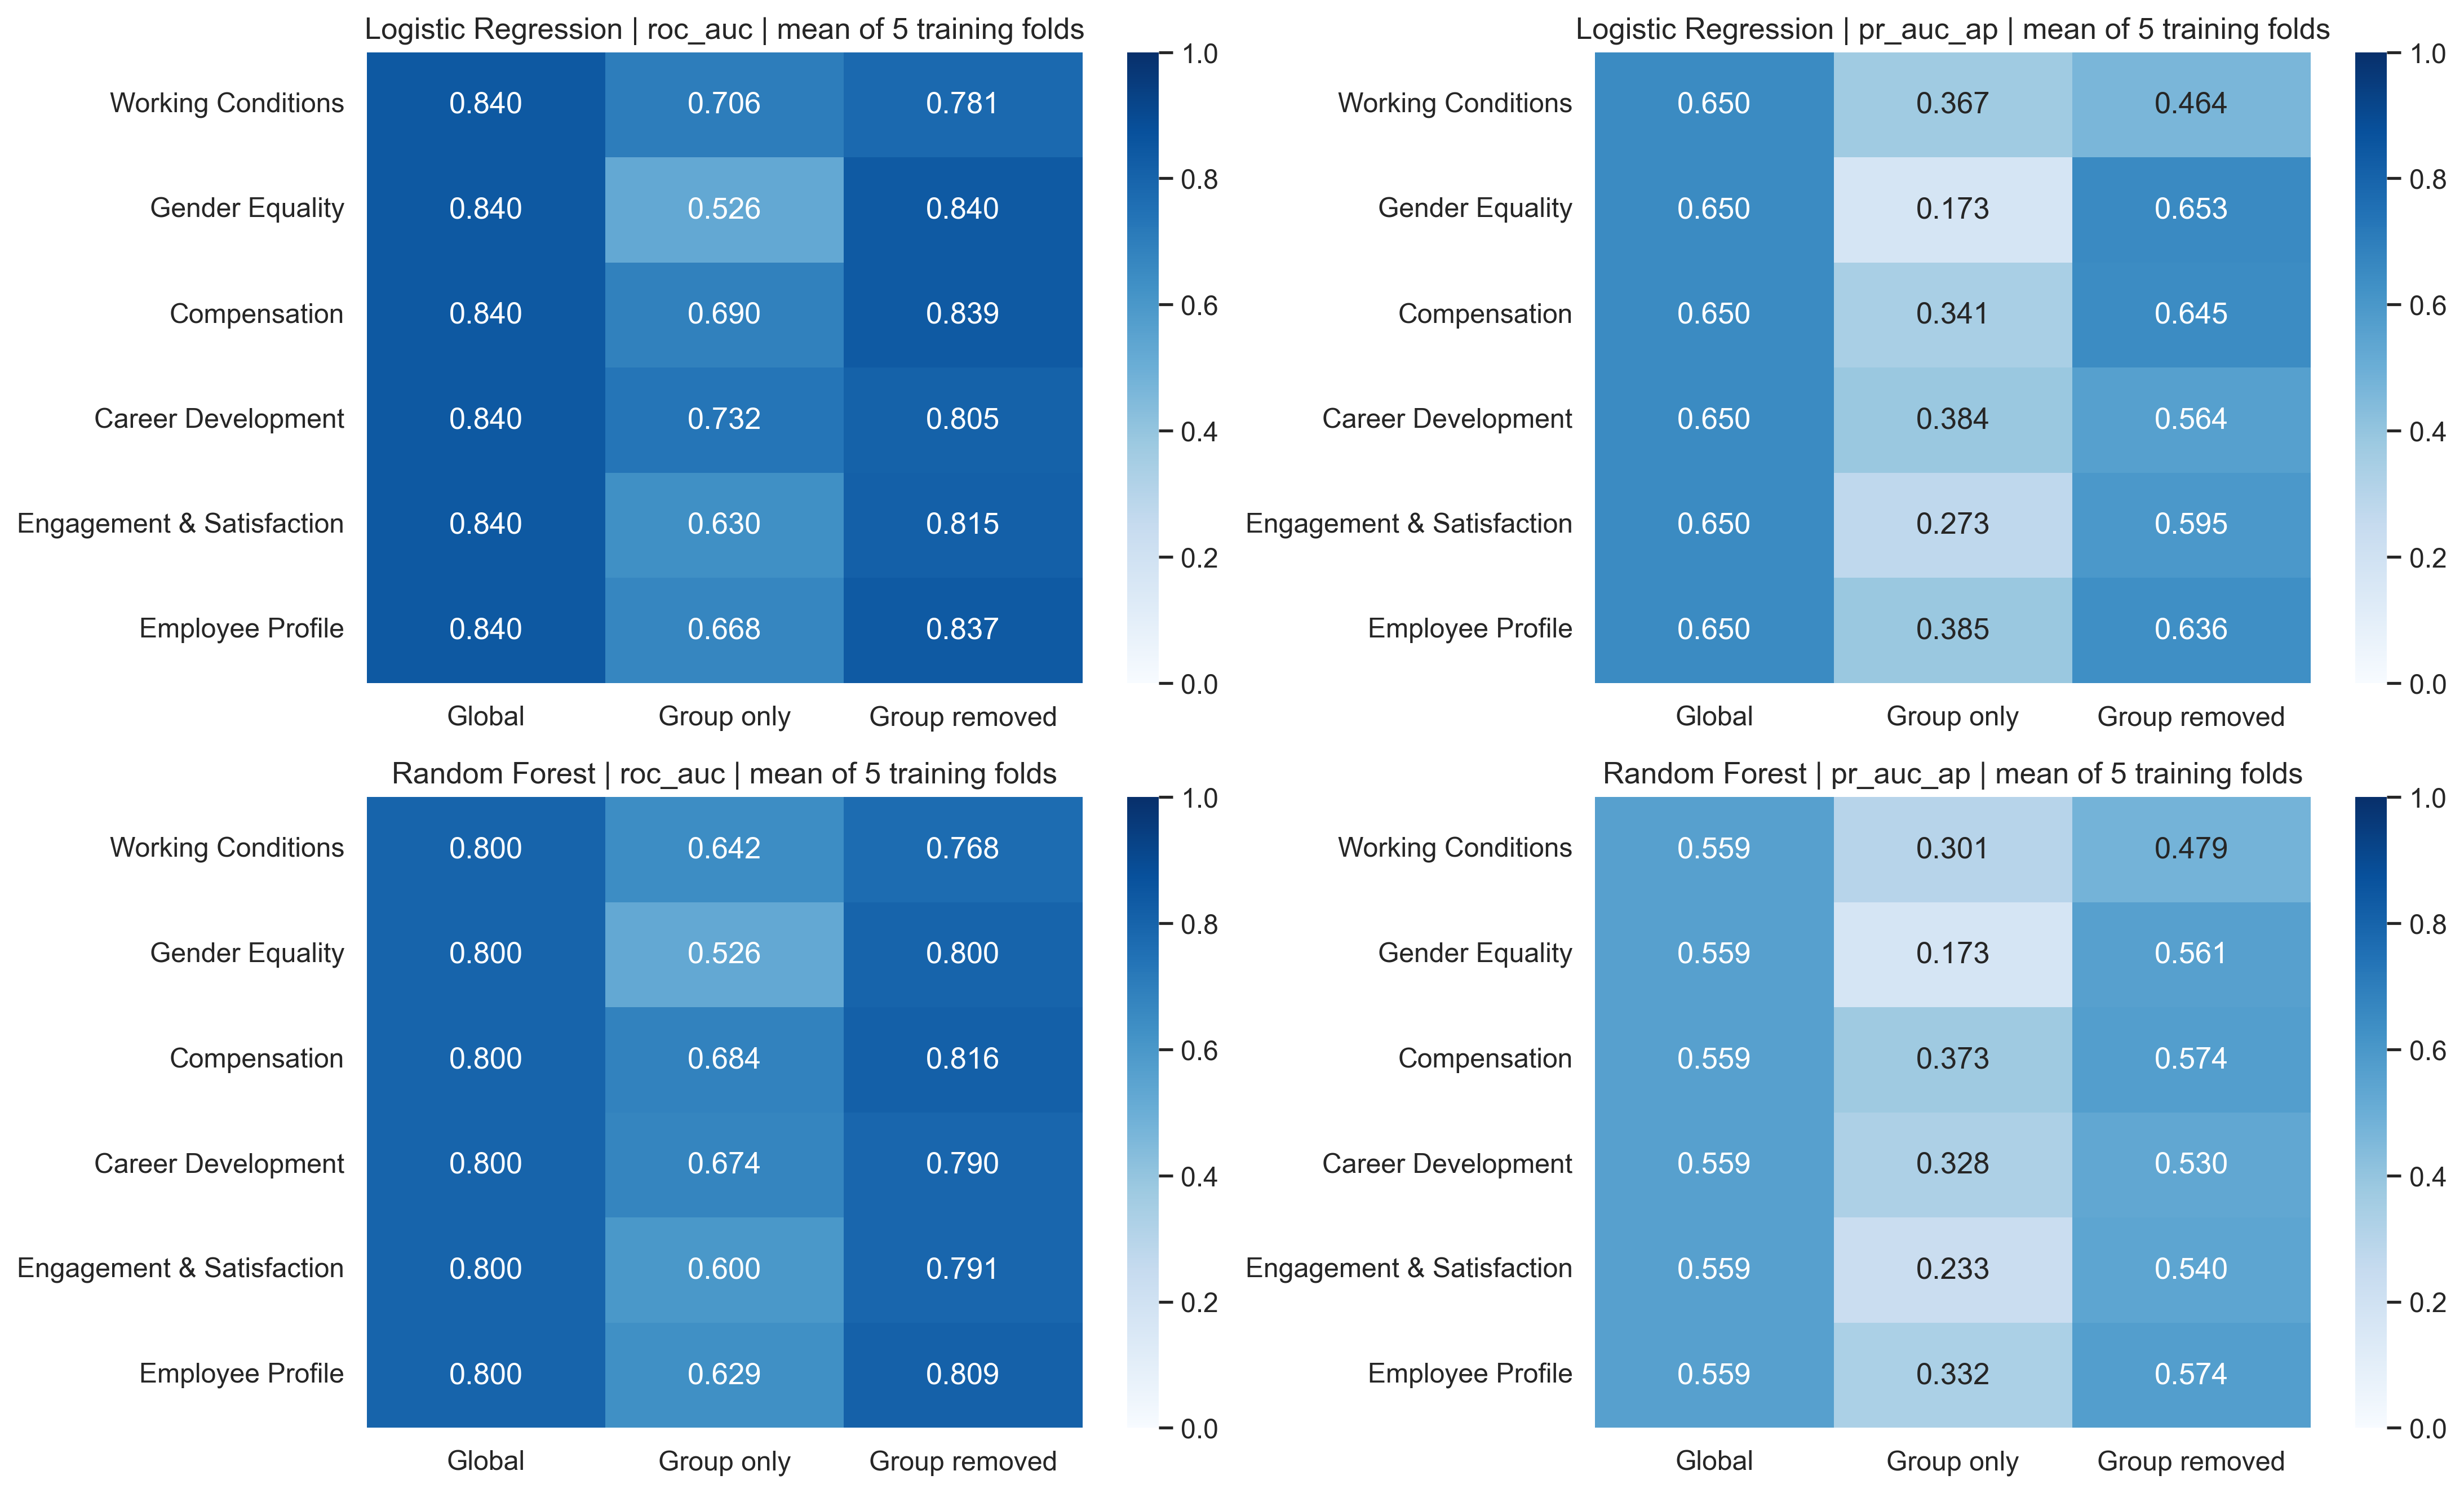 Logistic Regression | roc_auc | mean of 5 training folds
1.0
Working Conditions 0.840 0.706 0.781
0.8
Gender Equality 0.840 0.526 0.840
Compensation 0.840 0.690 0.839
0.6
Career Development 0.840 0.732 0.805
0.4
Engagement & Satisfaction 0.840 0.630 0.815
0.2
Employee Profile 0.840 0.668 0.837
0.0
Global Group only Group removed
Logistic Regression | pr_auc_ap | mean of 5 training folds
1.0
Working Conditions 0.650 0.367 0.464
0.8
Gender Equality 0.650 0.173 0.653
Compensation 0.650 0.341 0.645
0.6
Career Development 0.650 0.384 0.564
0.4
Engagement & Satisfaction 0.650 0.273 0.595
0.2
Employee Profile 0.650 0.385 0.636
0.0
Global Group only Group removed
Random Forest | roc_auc | mean of 5 training folds
1.0
Working Conditions 0.800 0.642 0.768
0.8
Gender Equality 0.800 0.526 0.800
Compensation 0.800 0.684 0.816
0.6
Career Development 0.800 0.674 0.790
0.4
Engagement & Satisfaction 0.800 0.600 0.791
0.2
Employee Profile 0.800 0.629 0.809
0.0
Global Group only Group removed
Random Forest | pr_auc_ap | mean of 5 training folds
1.0
Working Conditions 0.559 0.301 0.479
0.8
Gender Equality 0.559 0.173 0.561
Compensation 0.559 0.373 0.574
0.6
Career Development 0.559 0.328 0.530
0.4
Engagement & Satisfaction 0.559 0.233 0.540
0.2
Employee Profile 0.559 0.332 0.574
0.0
Global Group only Group removed